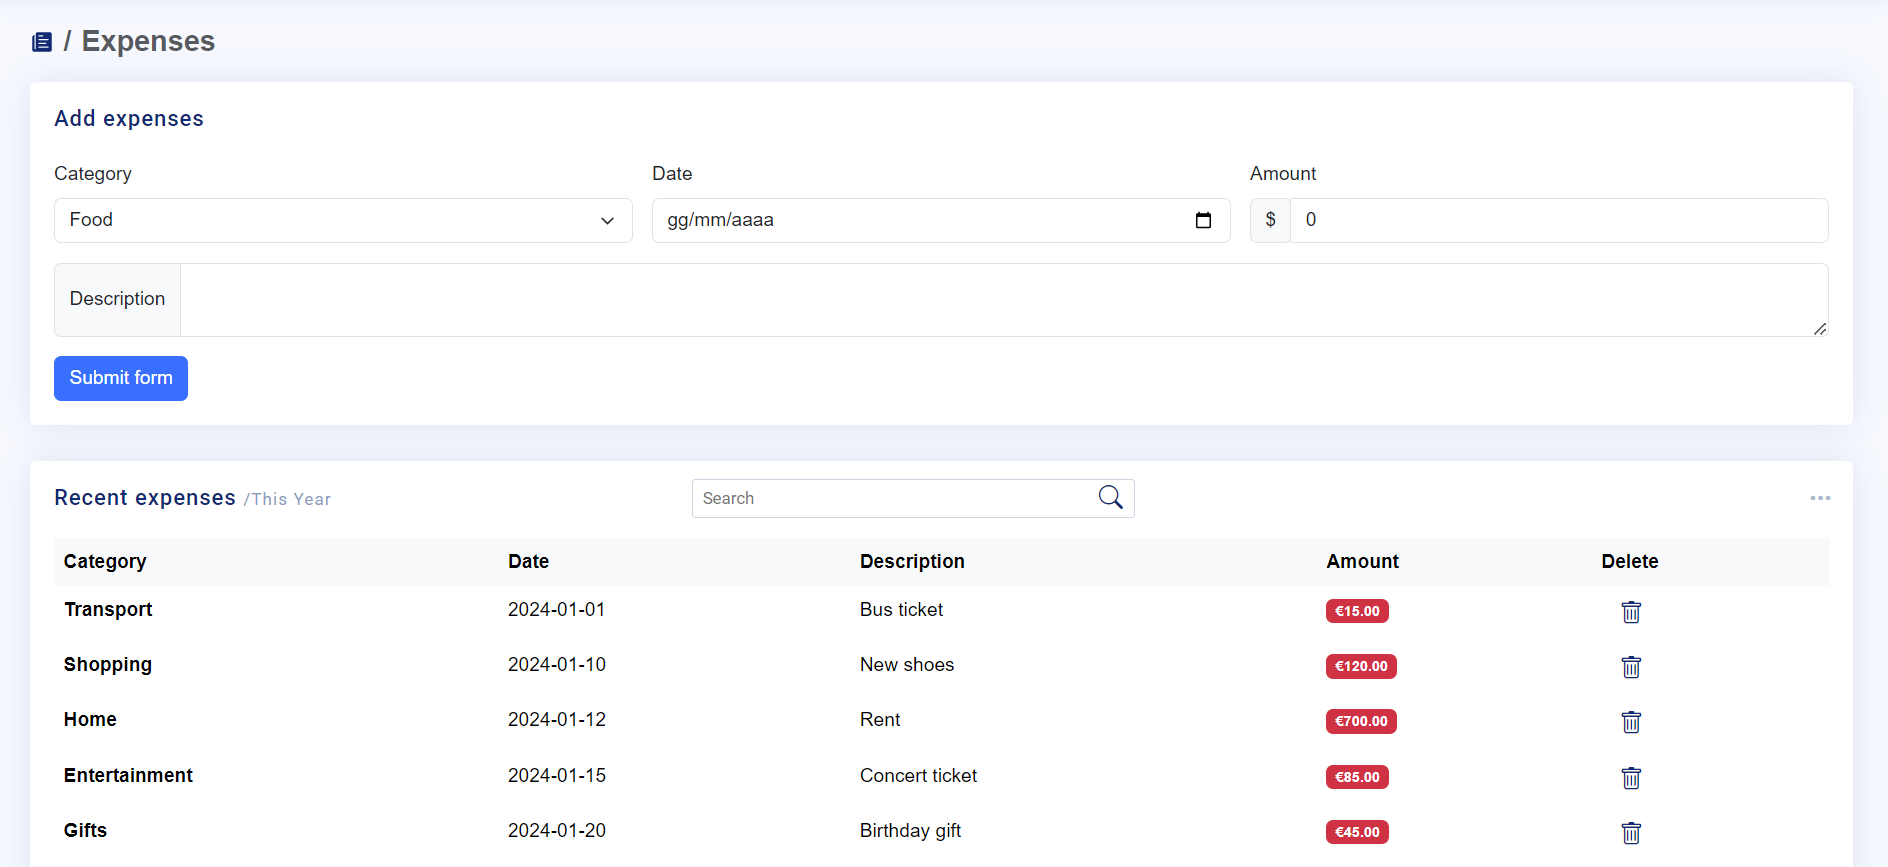 / Expenses
Add expenses
Category Date Amount
Food gg/mm/aaaa $ 0
Description
Submit form
Recent expenses /This Year Search
Category Date Description Amount Delete
Transport 2024-01-01 Bus ticket €15.00
Shopping 2024-01-10 New shoes €120.00
Home 2024-01-12 Rent €700.00
Entertainment 2024-01-15 Concert ticket €85.00
Gifts 2024-01-20 Birthday gift €45.00